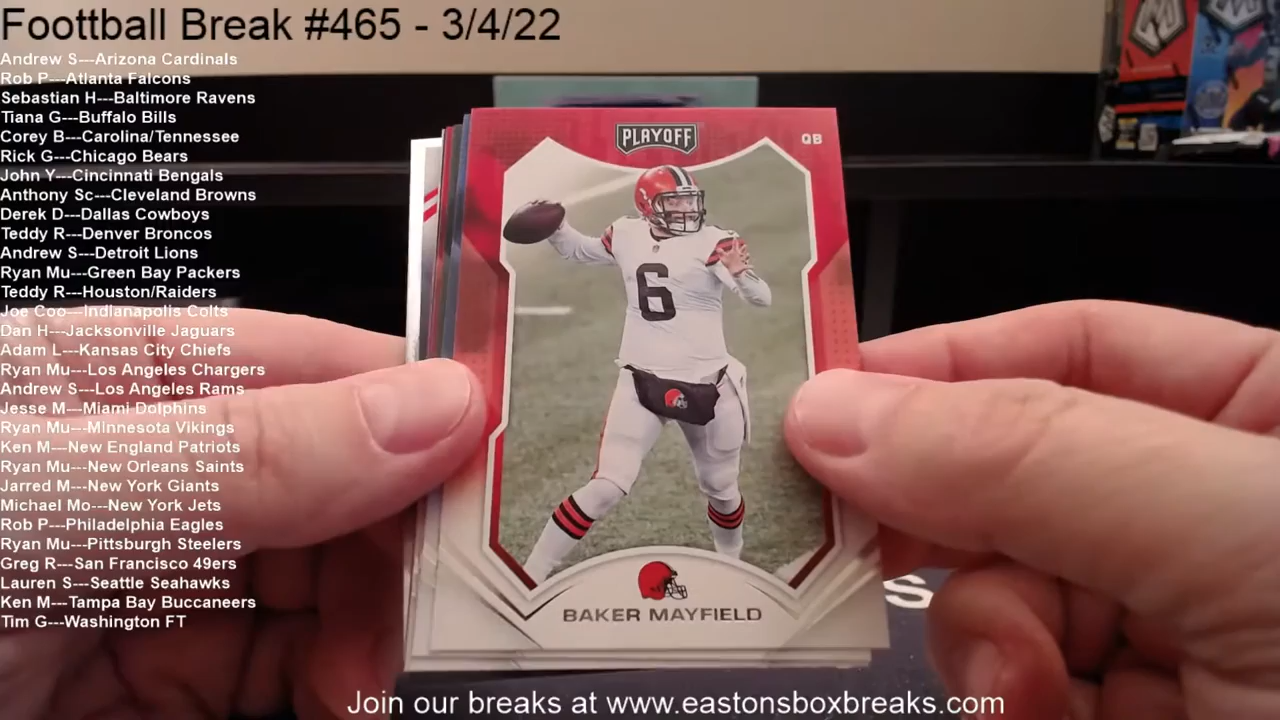 Foottball Break #465 - 3/4/22
Andrew S---Arizona Cardinals
Rob P---Atlanta Falcons
Sebastian H---Baltimore Ravens
Tiana G---Buffalo Bills
Corey B---Carolina/Tennessee
Rick G---Chicago Bears
John Y---Cincinnati Bengals
Anthony Sc---Cleveland Browns
Derek D---Dallas Cowboys
Teddy R---Denver Broncos
Andrew S---Detroit Lions
Ryan Mu---Green Bay Packers
Teddy R---Houston/Raiders
Joe Coo---Indianapolis Colts
Dan H---Jacksonville Jaguars
Adam L---Kansas City Chiefs
Ryan Mu---Los Angeles Chargers
Andrew S---Los Angeles Rams
Jesse M---Miami Dolphins
Ryan Mu---Minnesota Vikings
Ken M---New England Patriots
Ryan Mu---New Orleans Saints
Jarred M---New York Giants
Michael Mo---New York Jets
Rob P---Philadelphia Eagles
Ryan Mu---Pittsburgh Steelers
Greg R---San Francisco 49ers
Lauren S---Seattle Seahawks
Ken M---Tampa Bay Buccaneers
Tim G---Washington FT
PLAYOFF
QB
6
BAKER MAYFIELD
Join our breaks at www.eastonsboxbreaks.com